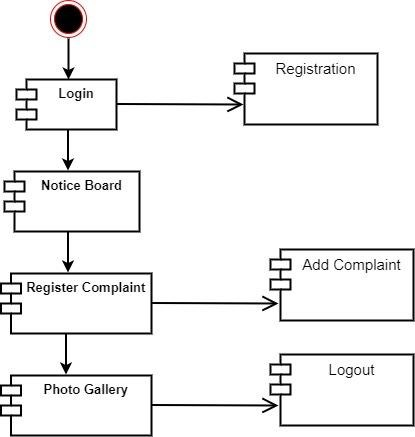 Login
Registration
Notice Board
Register Complaint
Add Complaint
Photo Gallery
Logout